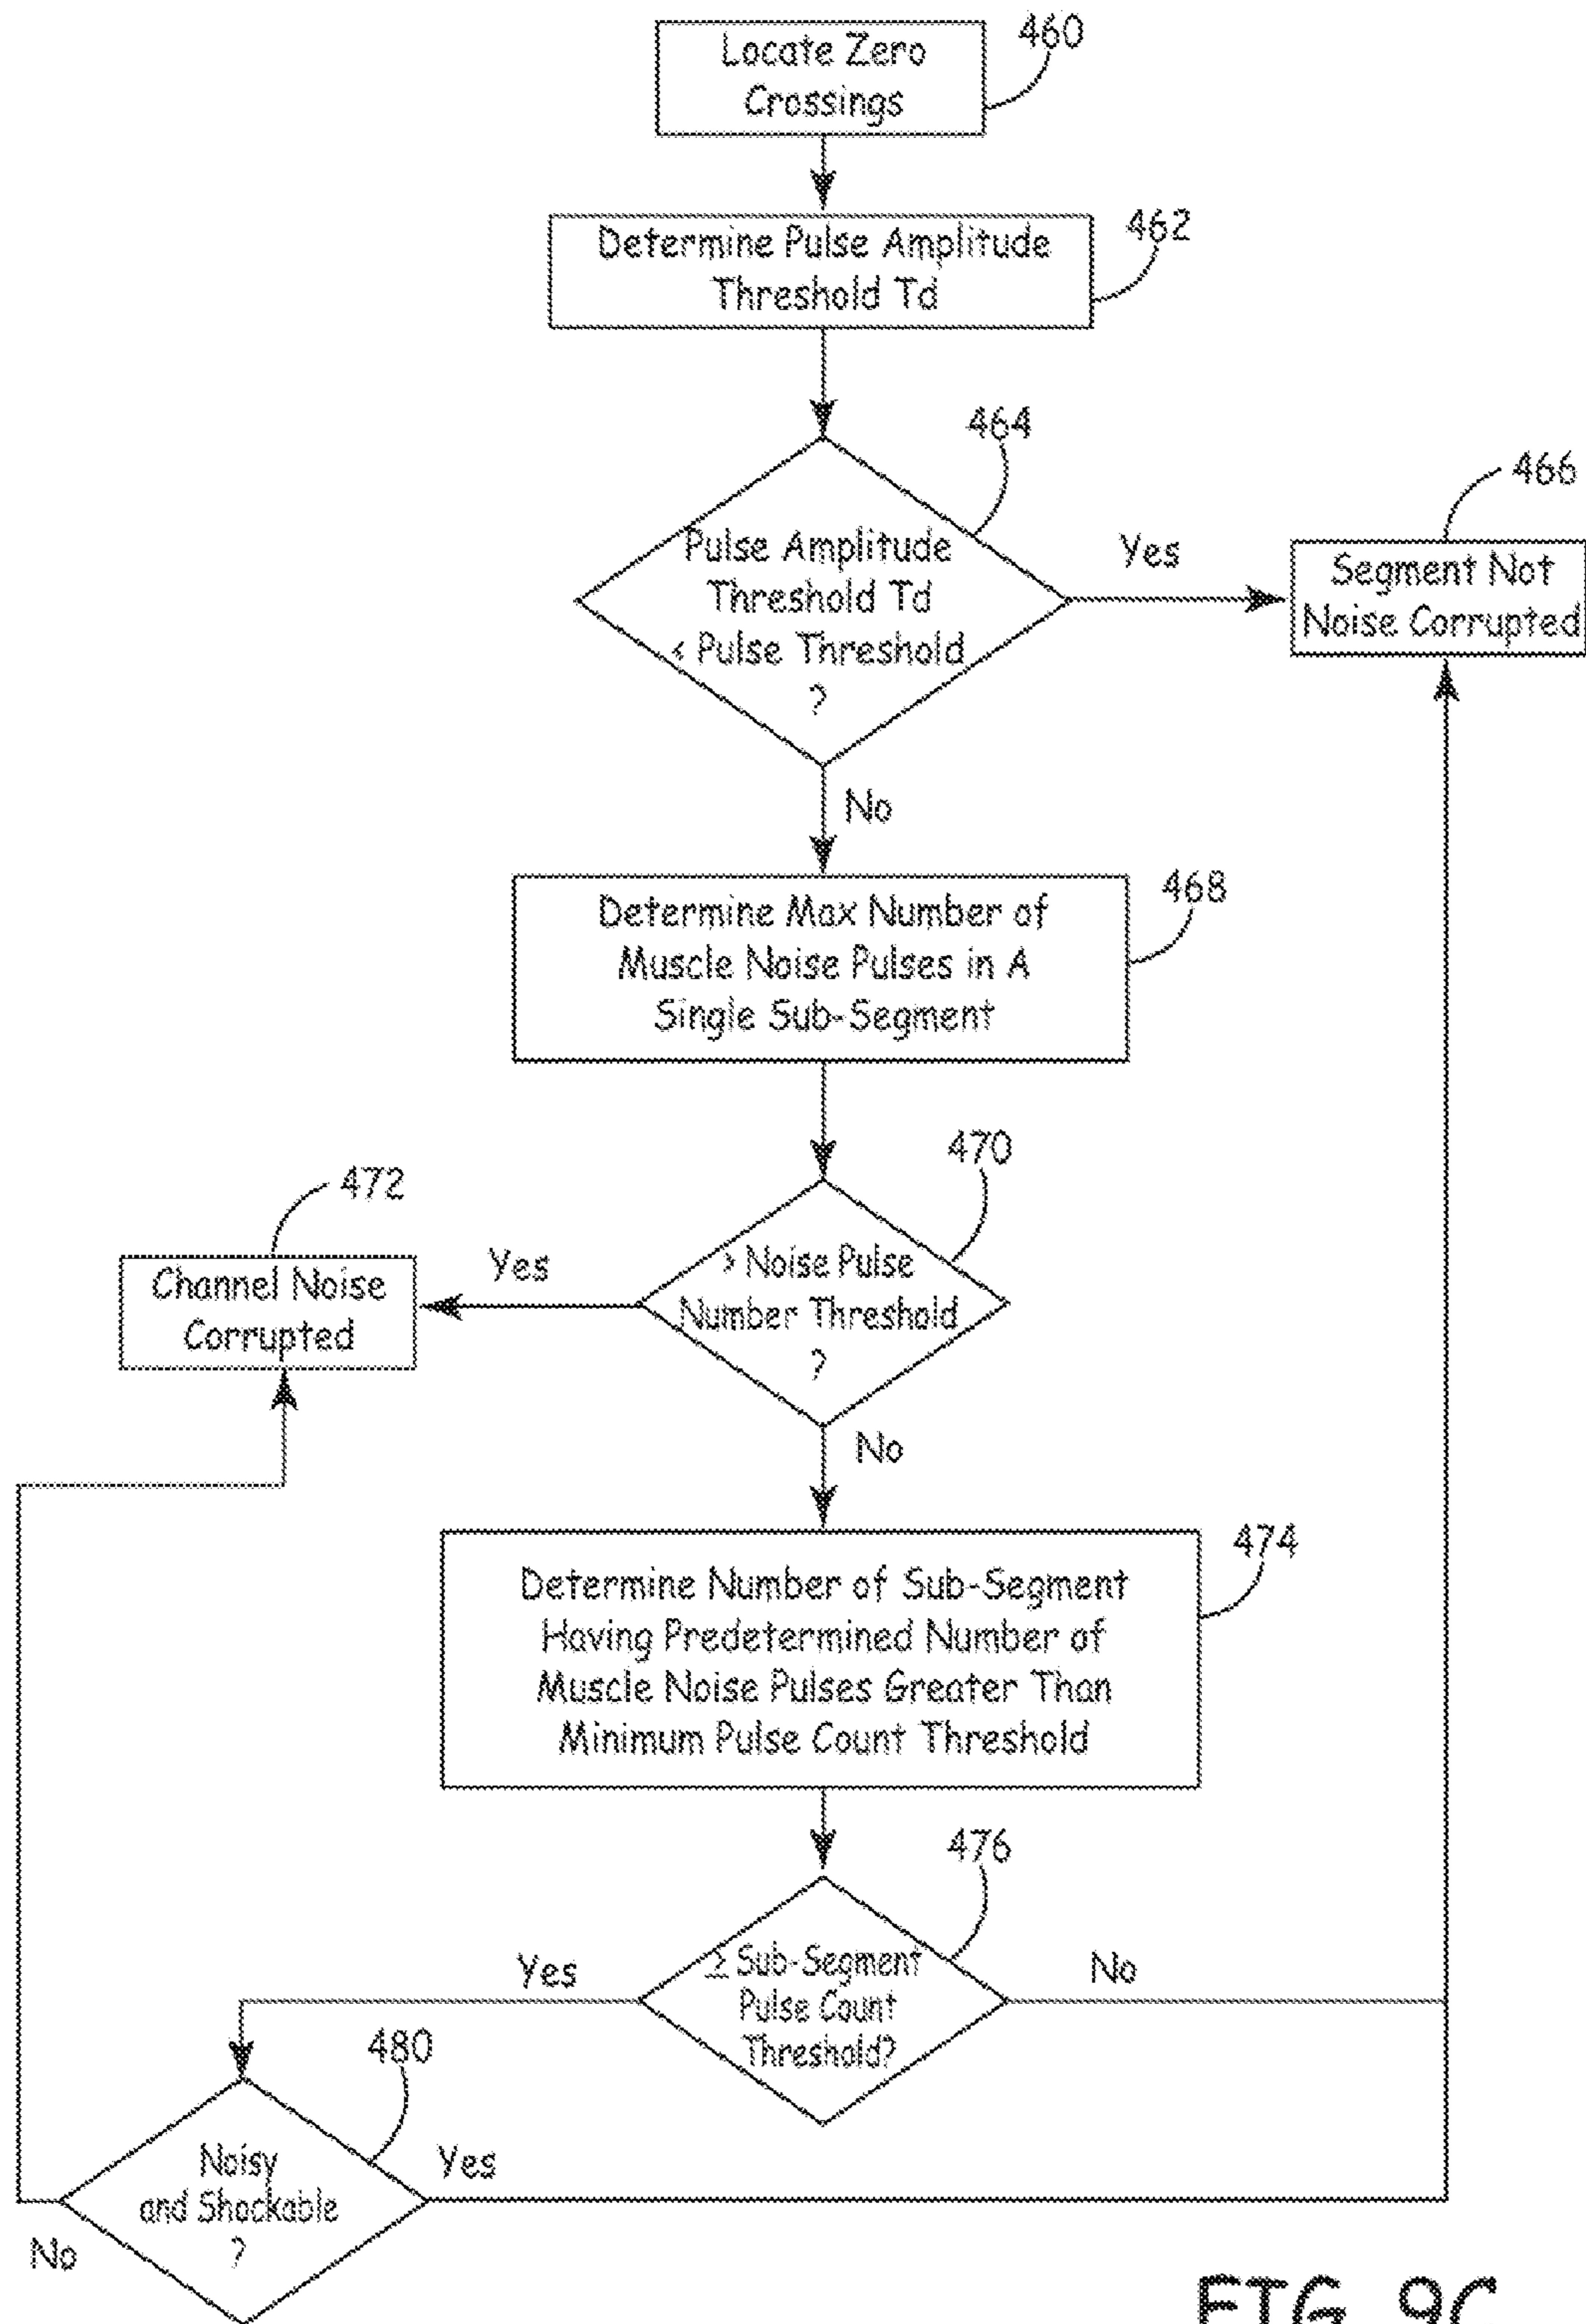 Locate Zero
Crossings
460
Determine Pulse Amplitude
Threshold Td
462
464
Pulse Amplitude
Threshold Td
< Pulse Threshold
?
Yes
466
Segment Not
Noise Corrupted
No
468
Determine Max Number of
Muscle Noise Pulses in A
Single Sub-Segment
470
472
> Noise Pulse
Number Threshold
?
Yes
Channel Noise
Corrupted
No
474
Determine Number of Sub-Segment
Having Predetermined Number of
Muscle Noise Pulses Greater Than
Minimum Pulse Count Threshold
476
≥ Sub-Segment
Pulse Count
Threshold?
Yes
No
480
Noisy
and Shockable
?
Yes
No
FIG. 9C